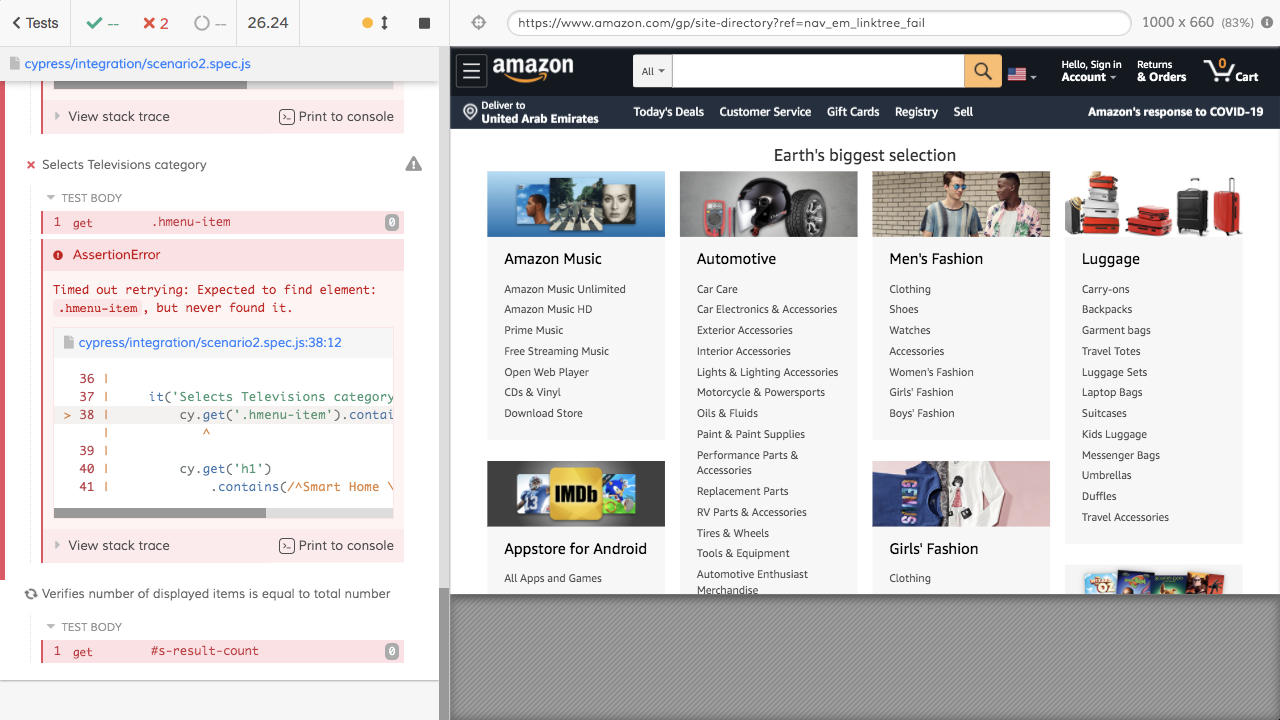 Tests
--
2
--
26.24
https://www.amazon.com/gp/site-directory?ref=nav_em_linktree_fail
1000 x 660 (83%)
cypress/integration/scenario2.spec.js
View stack trace
Print to console
Selects Televisions category
TEST BODY
1 get .hmenu-item 0
AssertionError
Timed out retrying: Expected to find element:
.hmenu-item, but never found it.
cypress/integration/scenario2.spec.js:38:12
36 |
37 | it('Selects Televisions category
> 38 | cy.get('.hmenu-item').contai
| ^
39 |
40 | cy.get('h1')
41 | .contains(/^Smart Home \
View stack trace
Print to console
Verifies number of displayed items is equal to total number
TEST BODY
1 get #s-result-count 0
amazon
All
Hello, Sign in
Account
Returns
& Orders
0
Cart
Deliver to
United Arab Emirates
Today's Deals
Customer Service
Gift Cards
Registry
Sell
Amazon's response to COVID-19
Earth's biggest selection
Amazon Music
Amazon Music Unlimited
Amazon Music HD
Prime Music
Free Streaming Music
Open Web Player
CDs & Vinyl
Download Store
IMDb
Appstore for Android
All Apps and Games
Automotive
Car Care
Car Electronics & Accessories
Exterior Accessories
Interior Accessories
Lights & Lighting Accessories
Motorcycle & Powersports
Oils & Fluids
Paint & Paint Supplies
Performance Parts &
Accessories
Replacement Parts
RV Parts & Accessories
Tires & Wheels
Tools & Equipment
Automotive Enthusiast
Merchandise
Men's Fashion
Clothing
Shoes
Watches
Accessories
Women's Fashion
Girls' Fashion
Boys' Fashion
Girls' Fashion
Clothing
Luggage
Carry-ons
Backpacks
Garment bags
Travel Totes
Luggage Sets
Laptop Bags
Suitcases
Kids Luggage
Messenger Bags
Umbrellas
Duffles
Travel Accessories